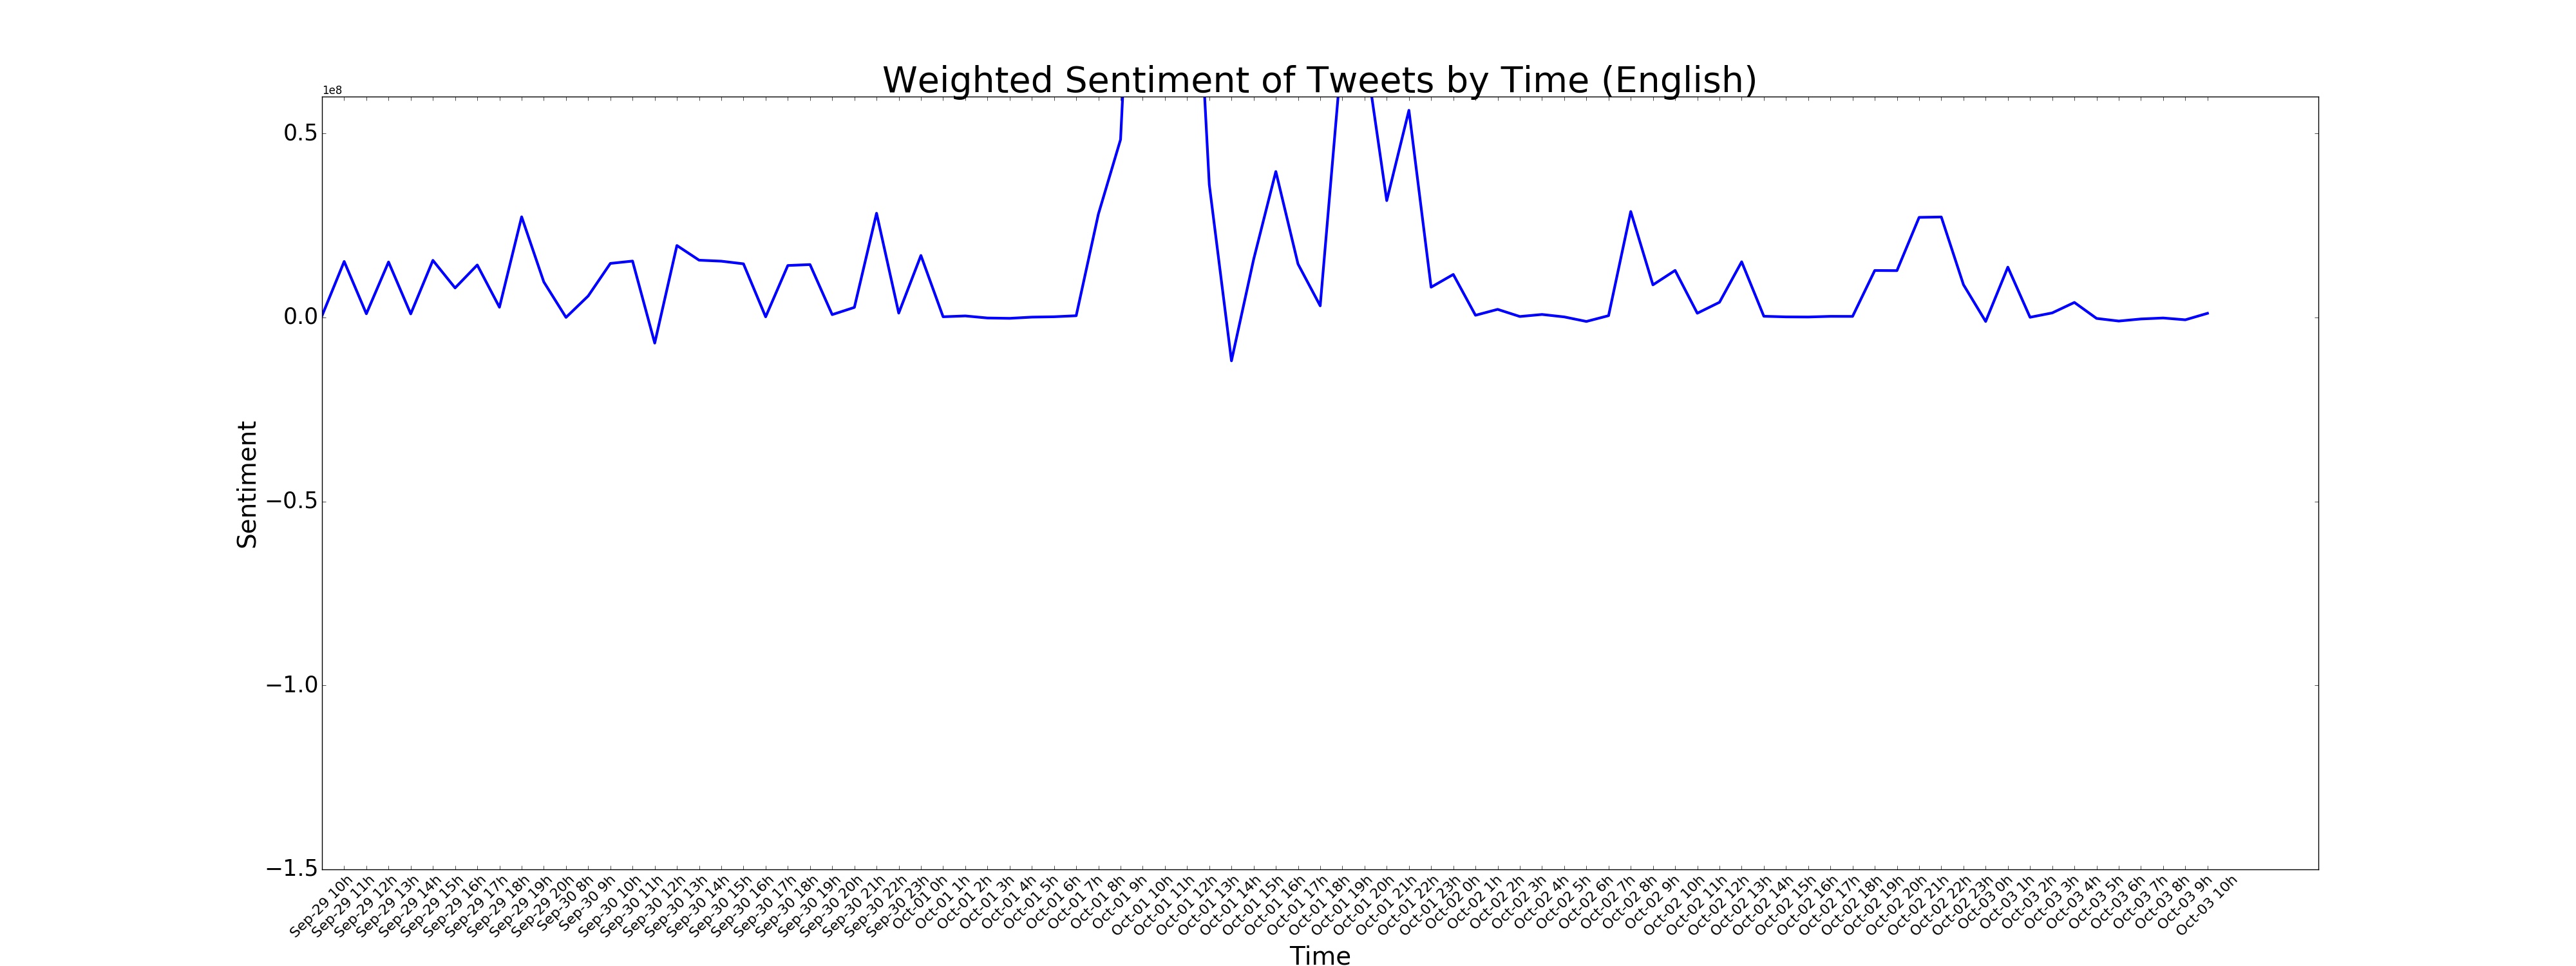 Weighted Sentiment of Tweets by Time (English)
1e8
0.5
0.0
−0.5
−1.0
−1.5
Sentiment
Sep-29 10h
Sep-29 11h
Sep-29 12h
Sep-29 13h
Sep-29 14h
Sep-29 15h
Sep-29 16h
Sep-29 17h
Sep-29 18h
Sep-29 19h
Sep-29 20h
Sep-30 8h
Sep-30 9h
Sep-30 10h
Sep-30 11h
Sep-30 12h
Sep-30 13h
Sep-30 14h
Sep-30 15h
Sep-30 16h
Sep-30 17h
Sep-30 18h
Sep-30 19h
Sep-30 20h
Sep-30 21h
Sep-30 22h
Sep-30 23h
Oct-01 0h
Oct-01 1h
Oct-01 2h
Oct-01 3h
Oct-01 4h
Oct-01 5h
Oct-01 6h
Oct-01 7h
Oct-01 8h
Oct-01 9h
Oct-01 10h
Oct-01 11h
Oct-01 12h
Oct-01 13h
Oct-01 14h
Oct-01 15h
Oct-01 16h
Oct-01 17h
Oct-01 18h
Oct-01 19h
Oct-01 20h
Oct-01 21h
Oct-01 22h
Oct-01 23h
Oct-02 0h
Oct-02 1h
Oct-02 2h
Oct-02 3h
Oct-02 4h
Oct-02 5h
Oct-02 6h
Oct-02 7h
Oct-02 8h
Oct-02 9h
Oct-02 10h
Oct-02 11h
Oct-02 12h
Oct-02 13h
Oct-02 14h
Oct-02 15h
Oct-02 16h
Oct-02 17h
Oct-02 18h
Oct-02 19h
Oct-02 20h
Oct-02 21h
Oct-02 22h
Oct-02 23h
Oct-03 0h
Oct-03 1h
Oct-03 2h
Oct-03 3h
Oct-03 4h
Oct-03 5h
Oct-03 6h
Oct-03 7h
Oct-03 8h
Oct-03 9h
Oct-03 10h
Time